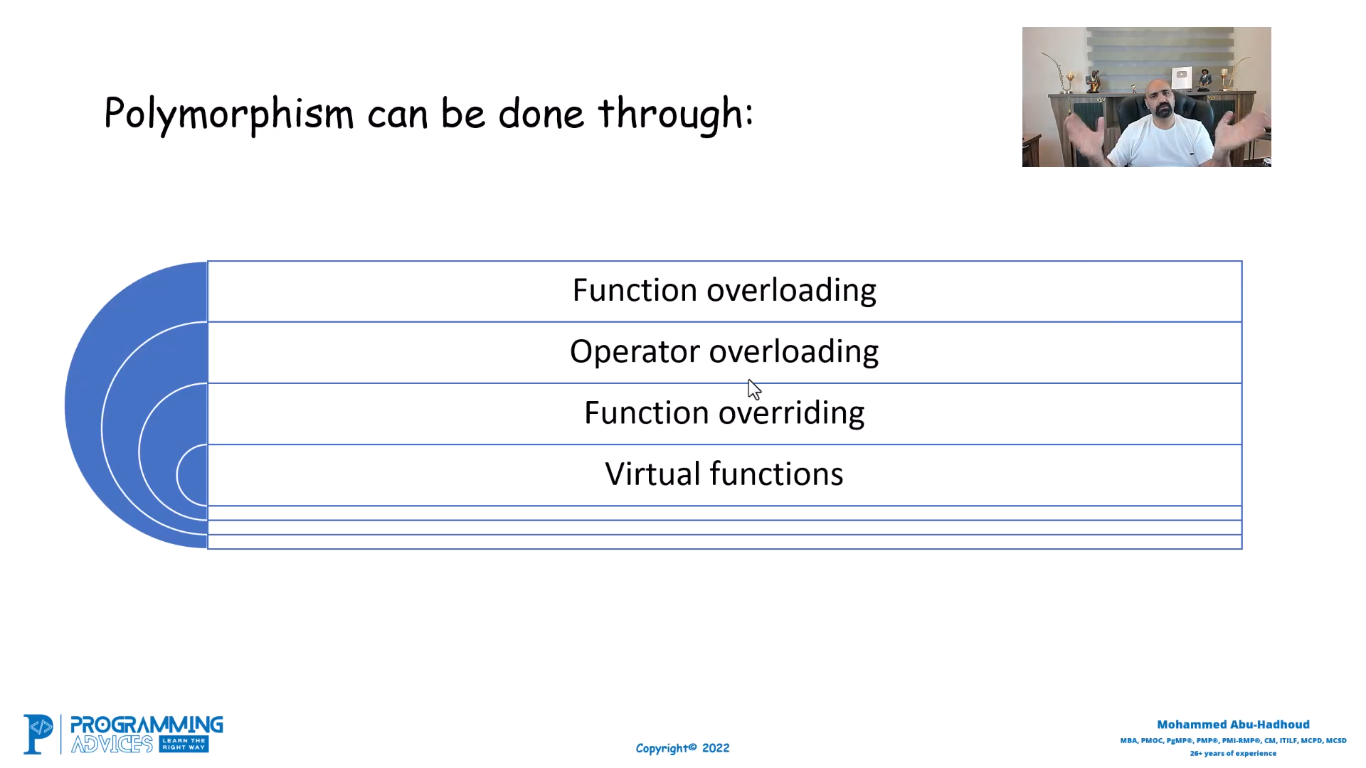 Polymorphism can be done through:
Function overloading
Operator overloading
Function overriding
Virtual functions
PROGRAMMING
ADVICES
LEARN THE
RIGHT WAY
Copyright© 2022
Mohammed Abu-Hadhoud
MBA, PMOC, PgMP®, PMP®, PMI-RMP®, CM, ITILF, MCPD, MCSD
26+ years of experience